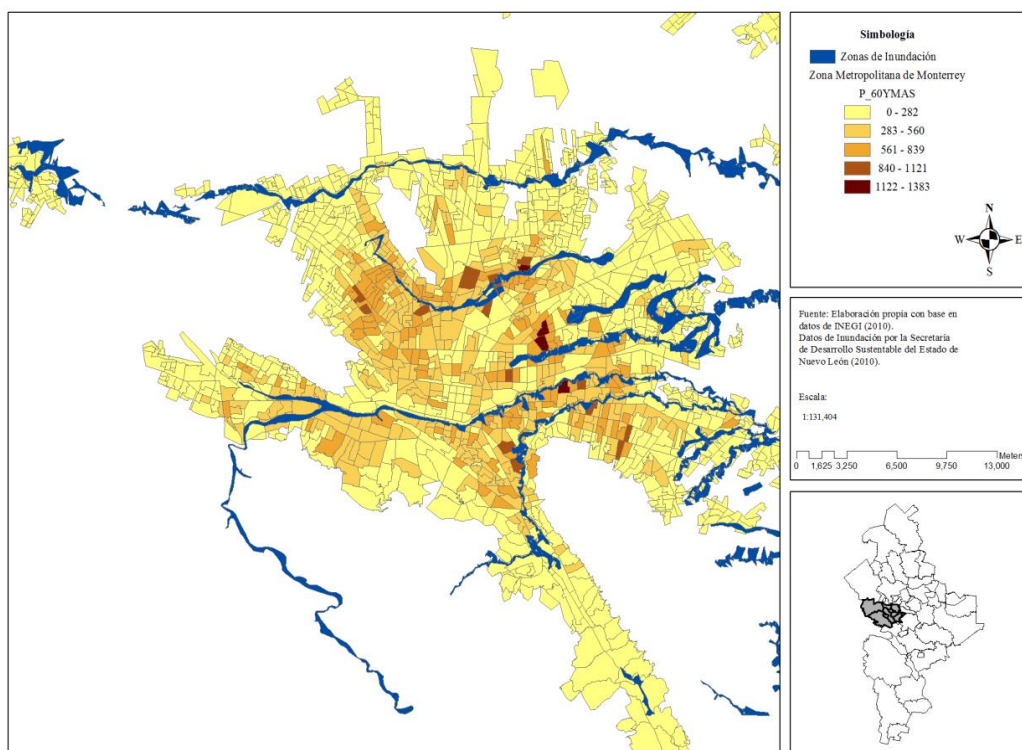 Simbología
Zonas de Inundación
Zona Metropolitana de Monterrey
P_60YMAS
0 - 282
283 - 560
561 - 839
840 - 1121
1122 - 1383
N
W E
S
Fuente: Elaboración propia con base en
datos de INEGI (2010).
Datos de Inundación por la Secretaría
de Desarrollo Sustentable del Estado de
Nuevo León (2010).
Escala:
1:131,404
Meters
0 1,625 3,250 6,500 9,750 13,000